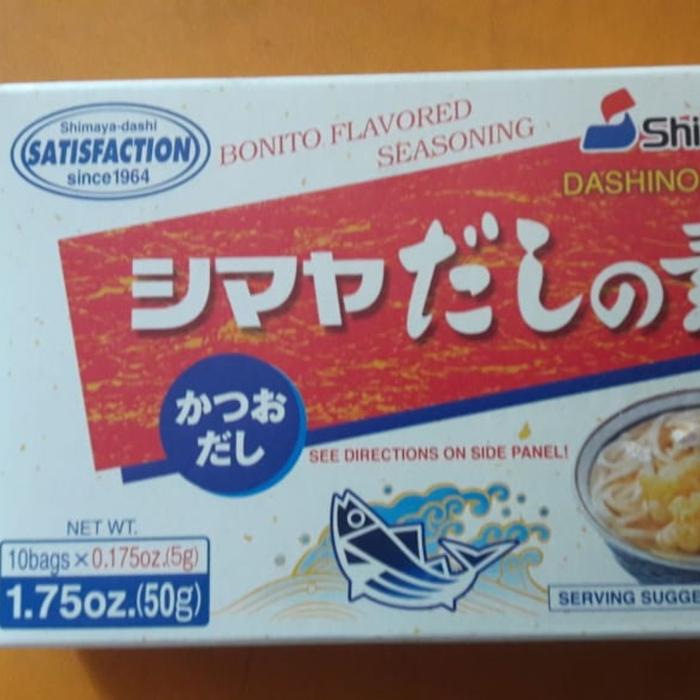 Shimaya-dashi
SATISFACTION
since1964
BONITO FLAVORED
SEASONING
Shi
DASHINO
シマヤだしの
かつお
だし
SEE DIRECTIONS ON SIDE PANEL!
NET WT.
10bags×0.175oz.(5g)
1.75oz.(50g)
SERVING SUGGE